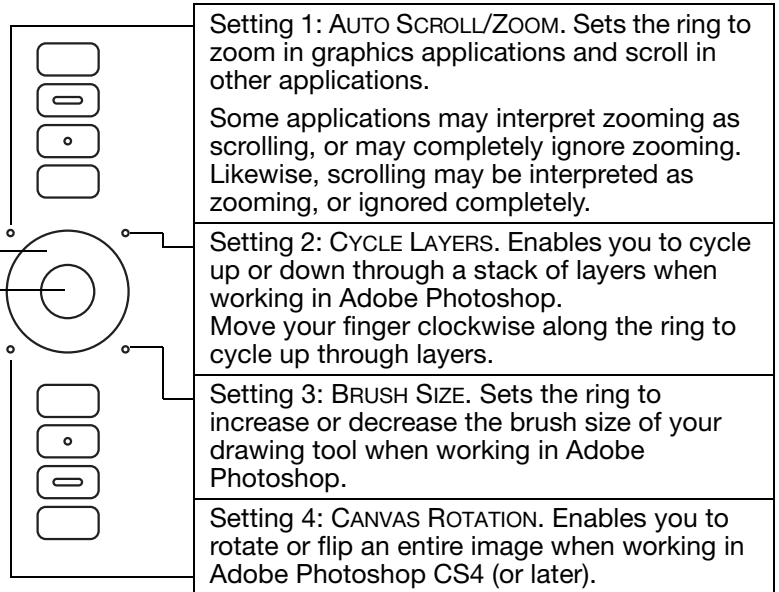 Setting 1: AUTO SCROLL/ZOOM. Sets the ring to
zoom in graphics applications and scroll in
other applications.
Some applications may interpret zooming as
scrolling, or may completely ignore zooming.
Likewise, scrolling may be interpreted as
zooming, or ignored completely.
Setting 2: CYCLE LAYERS. Enables you to cycle
up or down through a stack of layers when
working in Adobe Photoshop.
Move your finger clockwise along the ring to
cycle up through layers.
Setting 3: BRUSH SIZE. Sets the ring to
increase or decrease the brush size of your
drawing tool when working in Adobe
Photoshop.
Setting 4: CANVAS ROTATION. Enables you to
rotate or flip an entire image when working in
Adobe Photoshop CS4 (or later).